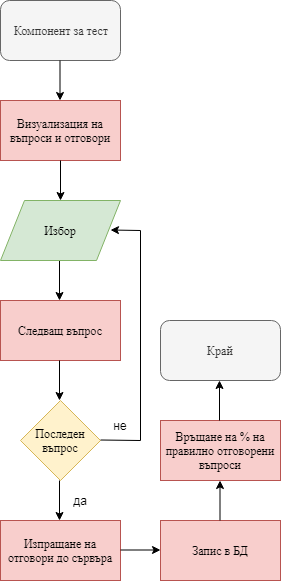 Компонент за тест
Визуализация на
въпроси и отговори
Избор
Следващ въпрос
Последен
въпрос
не
да
Изпращане на
отговори до сървъра
Запис в БД
Връщане на % на
правилно отговорени
въпроси
Край